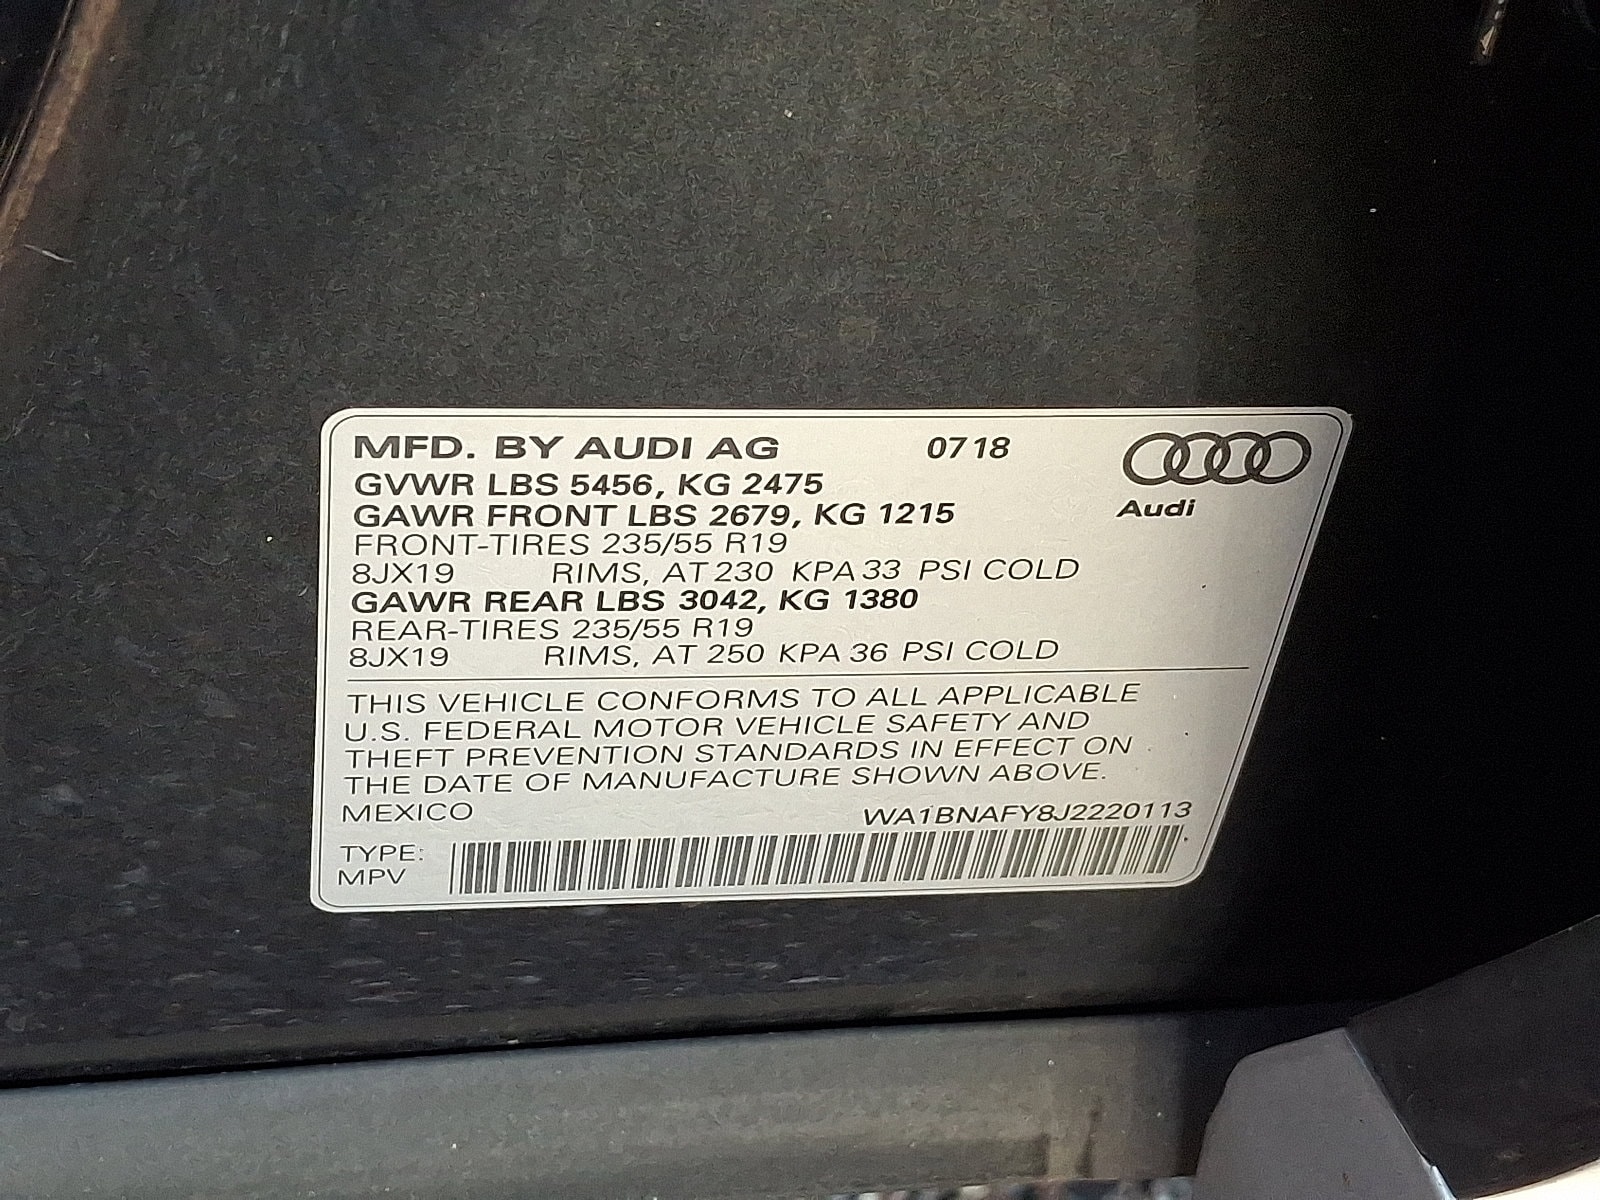 MFD. BY AUDI AG 0718
GVWR LBS 5456, KG 2475
GAWR FRONT LBS 2679, KG 1215
Audi
FRONT-TIRES 235/55 R19
8JX19 RIMS, AT 230 KPA 33 PSI COLD
GAWR REAR LBS 3042, KG 1380
REAR-TIRES 235/55 R19
8JX19 RIMS, AT 250 KPA 36 PSI COLD
THIS VEHICLE CONFORMS TO ALL APPLICABLE
U.S. FEDERAL MOTOR VEHICLE SAFETY AND
THEFT PREVENTION STANDARDS IN EFFECT ON
THE DATE OF MANUFACTURE SHOWN ABOVE.
MEXICO WA1BNAFY8J2220113
TYPE:
MPV